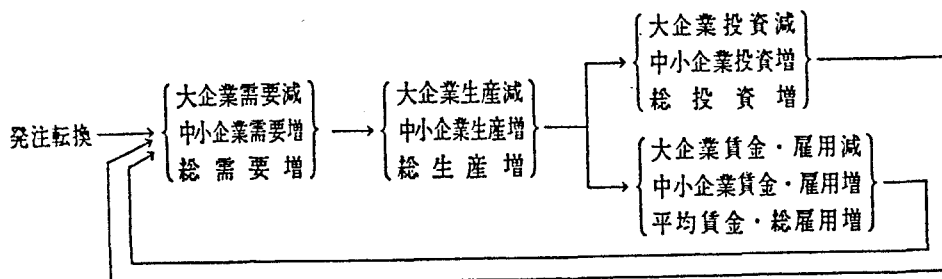 発注転換
大企業需要減
中小企業需要増
総需要増
大企業生産減
中小企業生産増
総生産増
大企業投資減
中小企業投資増
総投資増
大企業賃金・雇用減
中小企業賃金・雇用増
平均賃金・総雇用増